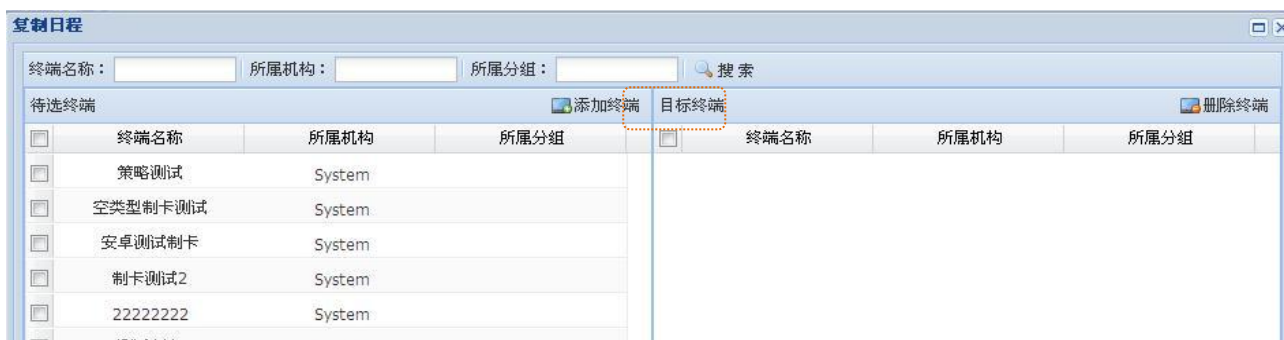 复制日程
终端名称： 所属机构： 所属分组： 搜索
待选终端 添加终端 目标终端 删除终端
终端名称 所属机构 所属分组 终端名称 所属机构 所属分组
策略测试 System
空类型制卡测试 System
安卓测试制卡 System
制卡测试2 System
22222222 System